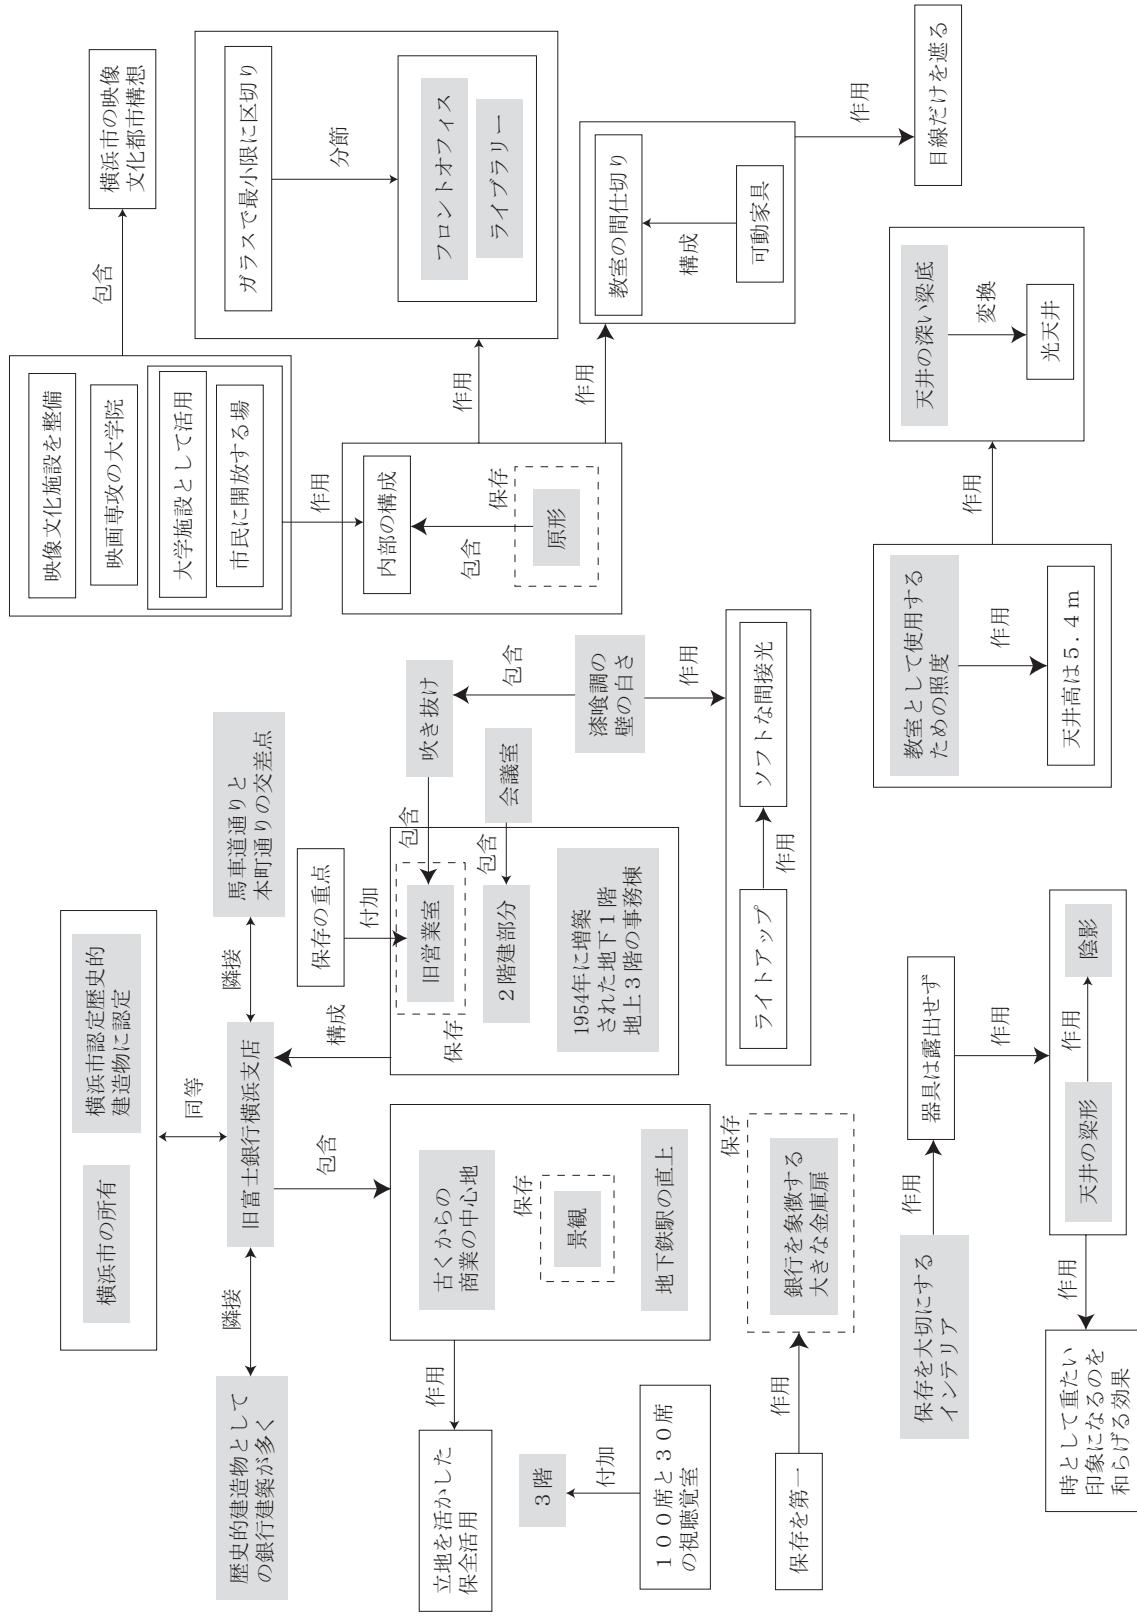 横浜市の所有
横浜市認定歴史的
建造物に認定
同等
歴史的建造物として
の銀行建築が多く
隣接
旧富士銀行横浜支店
隣接
馬車道通りと
本町通りの交差点
包含
構成
古くからの
商業の中心地
保存
景観
地下鉄駅の直上
作用
立地を活かした
保全活用
3階
付加
100席と30席
の視聴覚室
保存の重点
付加
保存
旧営業室
包含
吹き抜け
2階建部分
包含
会議室
1954年に増築
された地下1階
地上3階の事務棟
包含
漆喰調の
壁の白さ
作用
ライトアップ
作用
ソフトな間接光
保存を第一
作用
保存
銀行を象徴する
大きな金庫扉
保存を大切にする
インテリア
作用
器具は露出せず
作用
天井の梁形
作用
陰影
作用
時として重たい
印象になるのを
和らげる効果
映像文化施設を整備
映画専攻の大学院
大学施設として活用
市民に開放する場
包含
横浜市の映像
文化都市構想
作用
内部の構成
包含
保存
原形
作用
ガラスで最小限に区切り
分節
フロントオフィス
ライブラリー
作用
教室の間仕切り
構成
可動家具
作用
目線だけを遮る
教室として使用する
ための照度
作用
天井高は5.4m
作用
天井の深い梁底
変換
光天井